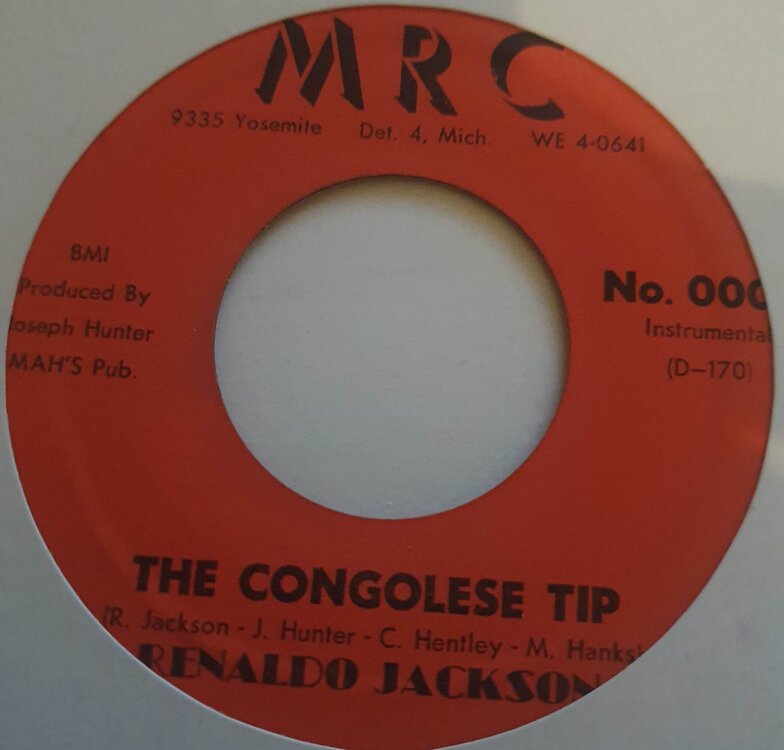 MRC
9335 Yosemite Det. 4, Mich. WE 4-0641
BMI
Produced By
Joseph Hunter
MAH'S Pub.
No. 000
Instrumental
(D-170)
THE CONGOLESE TIP
(R. Jackson - J. Hunter - C. Hentley - M. Hanks)
RENALDO JACKSON